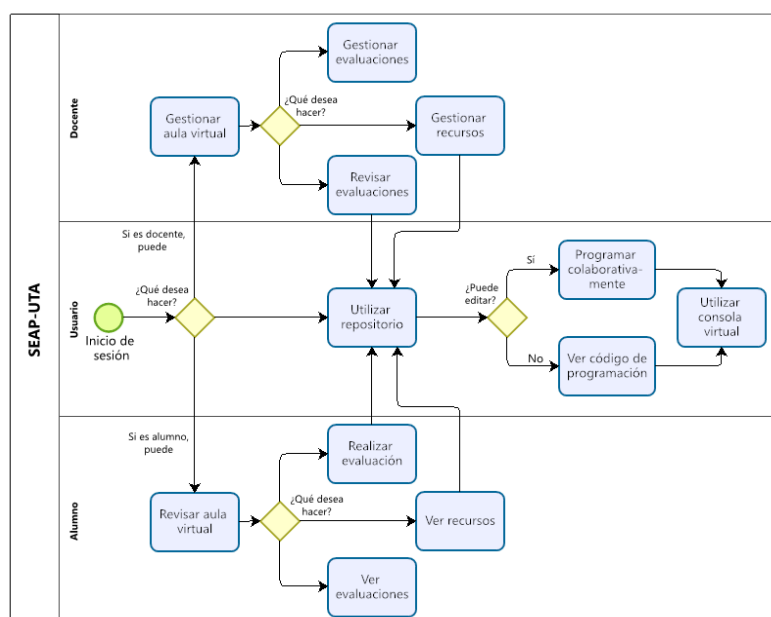 SEAP-UTA
Docente
Gestionar
aula virtual
¿Qué desea
hacer?
Gestionar
evaluaciones
Gestionar
recursos
Revisar
evaluaciones
Usuario
Inicio de
sesión
¿Qué desea
hacer?
Si es docente,
puede
Si es alumno,
puede
Utilizar
repositorio
¿Puede
editar?
Sí
No
Programar
colaborativa-
mente
Ver código de
programación
Utilizar
consola
virtual
Alumno
Revisar aula
virtual
¿Qué desea
hacer?
Realizar
evaluación
Ver recursos
Ver
evaluaciones